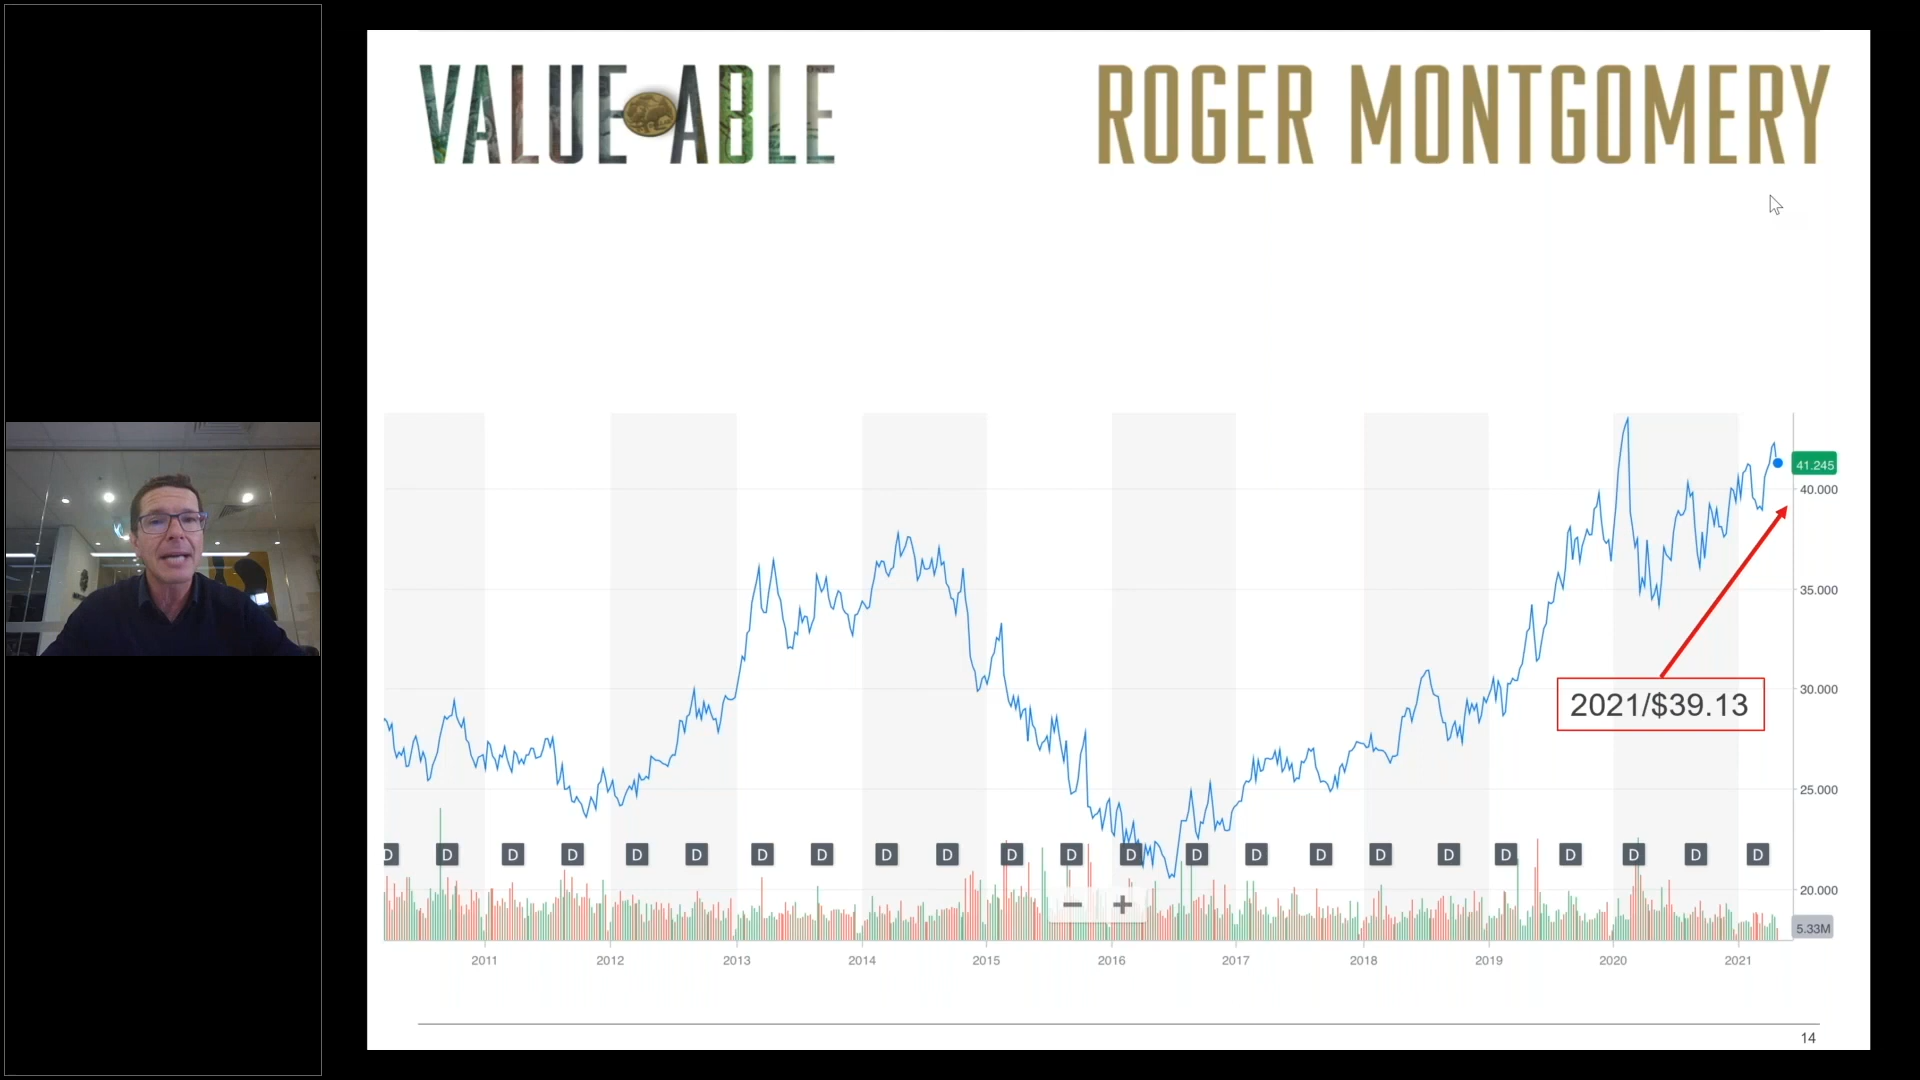 VALUE ABLE
ROGER MONTGOMERY
41.245
40.000
35.000
30.000
2021/$39.13
25.000
D D D D D D D D D D D D D D D D D D D D D D D
20.000
− +
5.33M
2011 2012 2013 2014 2015 2016 2017 2018 2019 2020 2021
14